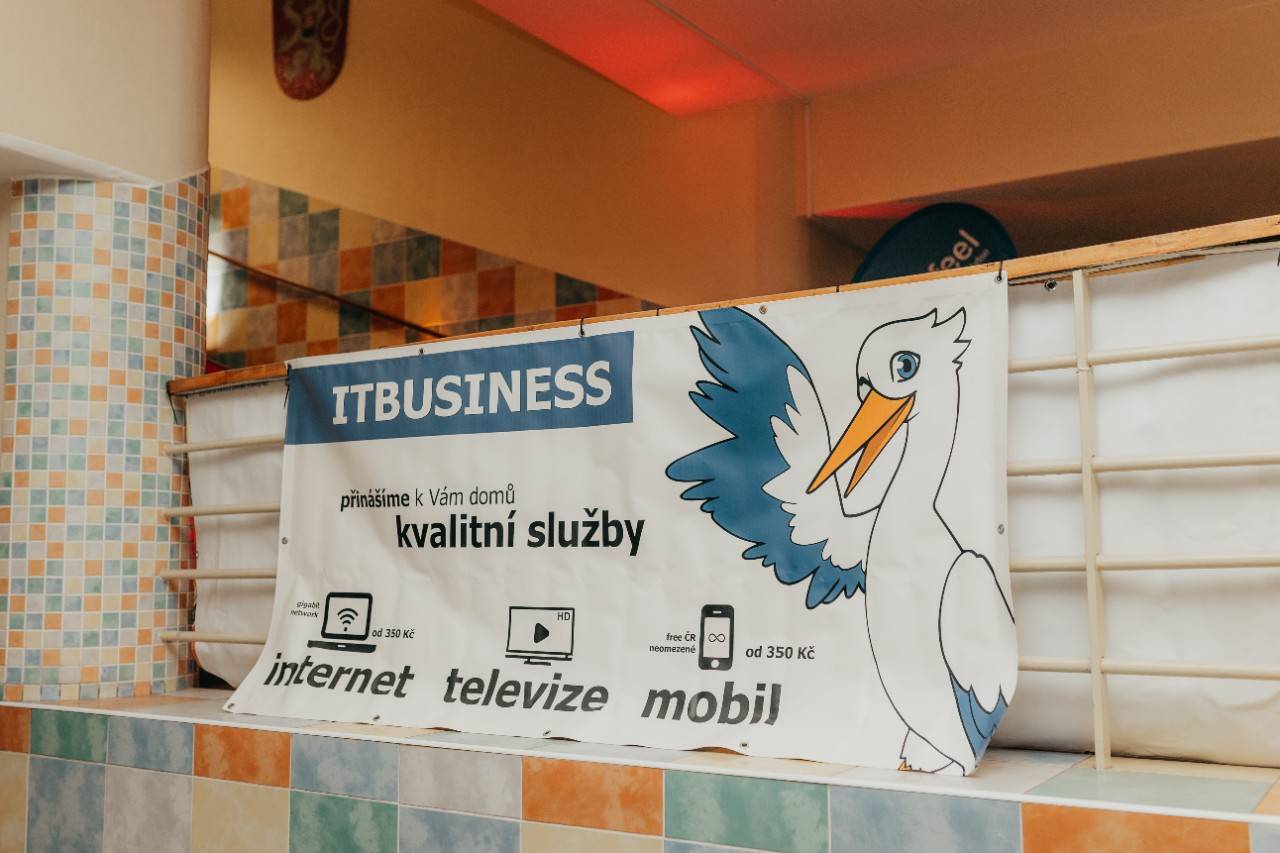 feel
ITBUSINESS
přinášíme k Vám domů
kvalitní služby
gigabit
network
od 350 Kč
internet
HD
televize
free ČR
neomezené
od 350 Kč
mobil